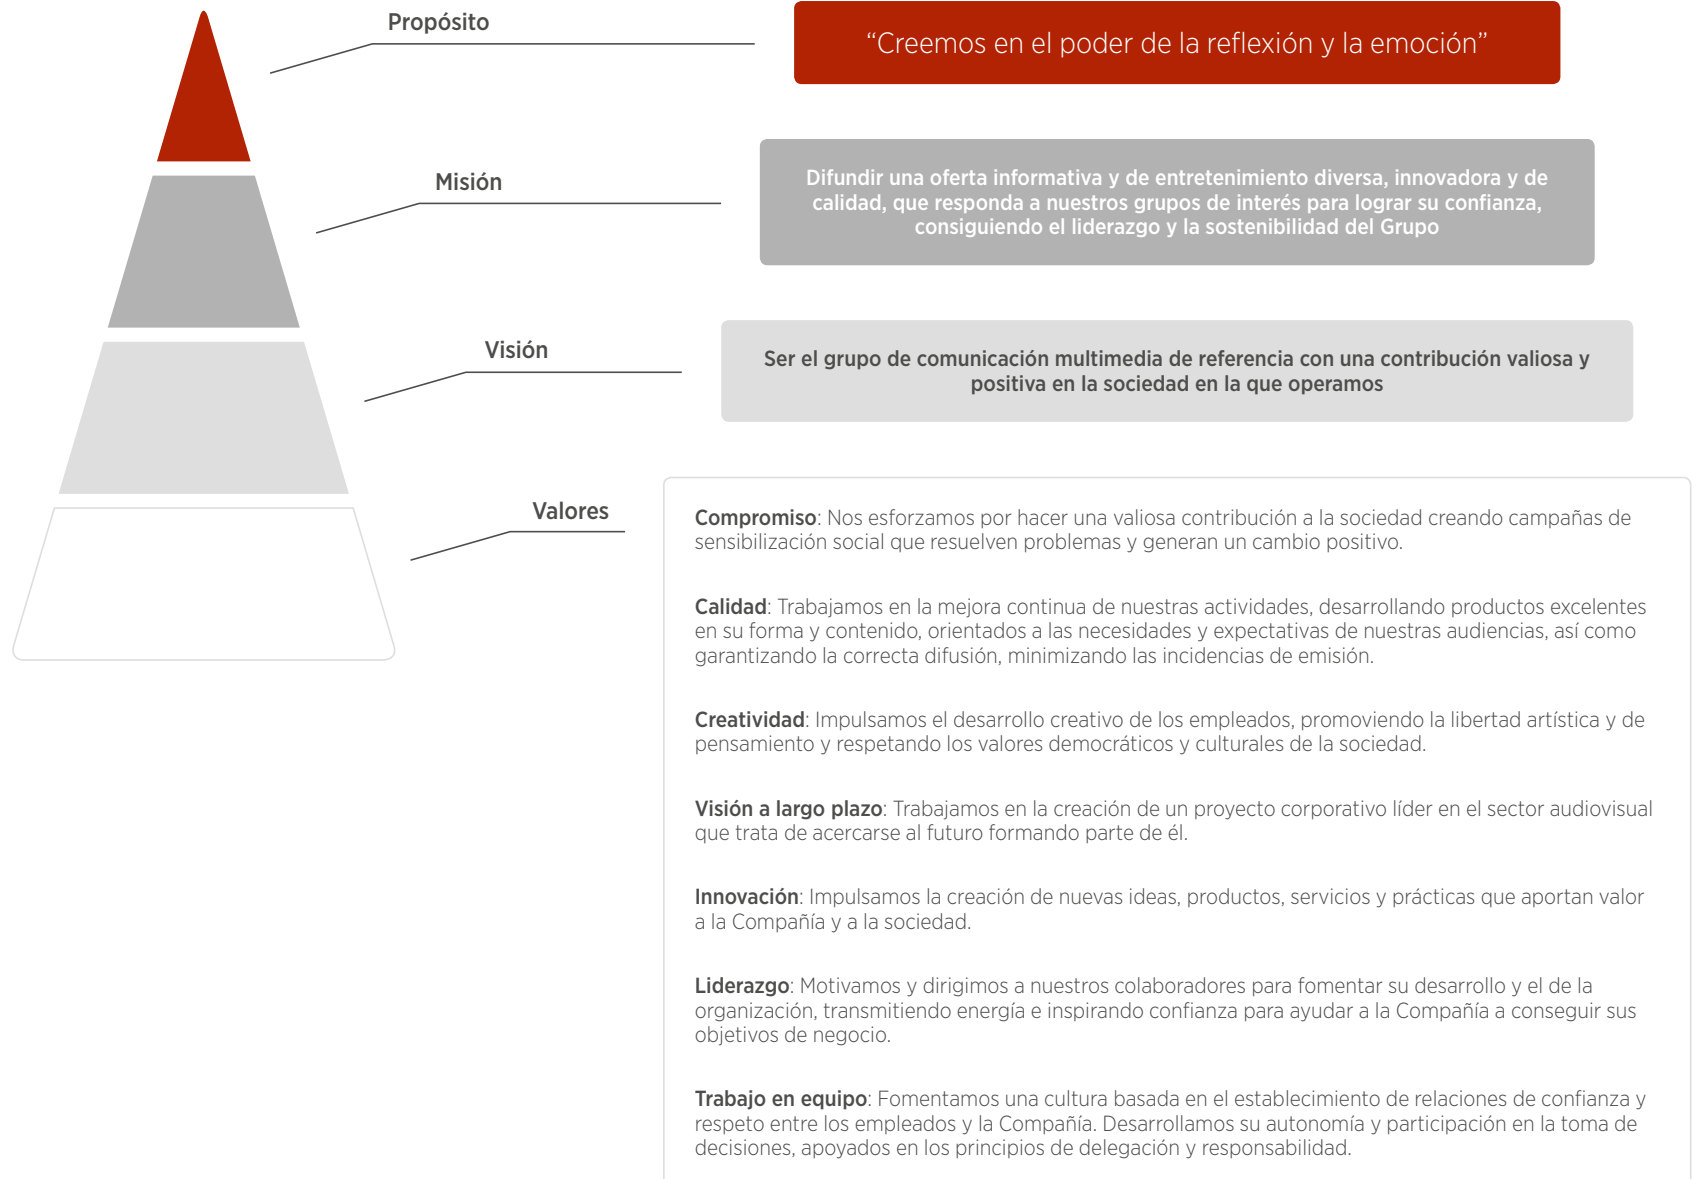 Propósito
“Creemos en el poder de la reflexión y la emoción”
Misión
Difundir una oferta informativa y de entretenimiento diversa, innovadora y de
calidad, que responda a nuestros grupos de interés para lograr su confianza,
consiguiendo el liderazgo y la sostenibilidad del Grupo
Visión
Ser el grupo de comunicación multimedia de referencia con una contribución valiosa y
positiva en la sociedad en la que operamos
Valores
Compromiso: Nos esforzamos por hacer una valiosa contribución a la sociedad creando campañas de
sensibilización social que resuelven problemas y generan un cambio positivo.
Calidad: Trabajamos en la mejora continua de nuestras actividades, desarrollando productos excelentes
en su forma y contenido, orientados a las necesidades y expectativas de nuestras audiencias, así como
garantizando la correcta difusión, minimizando las incidencias de emisión.
Creatividad: Impulsamos el desarrollo creativo de los empleados, promoviendo la libertad artística y de
pensamiento y respetando los valores democráticos y culturales de la sociedad.
Visión a largo plazo: Trabajamos en la creación de un proyecto corporativo líder en el sector audiovisual
que trata de acercarse al futuro formando parte de él.
Innovación: Impulsamos la creación de nuevas ideas, productos, servicios y prácticas que aportan valor
a la Compañía y a la sociedad.
Liderazgo: Motivamos y dirigimos a nuestros colaboradores para fomentar su desarrollo y el de la
organización, transmitiendo energía e inspirando confianza para ayudar a la Compañía a conseguir sus
objetivos de negocio.
Trabajo en equipo: Fomentamos una cultura basada en el establecimiento de relaciones de confianza y
respeto entre los empleados y la Compañía. Desarrollamos su autonomía y participación en la toma de
decisiones, apoyados en los principios de delegación y responsabilidad.